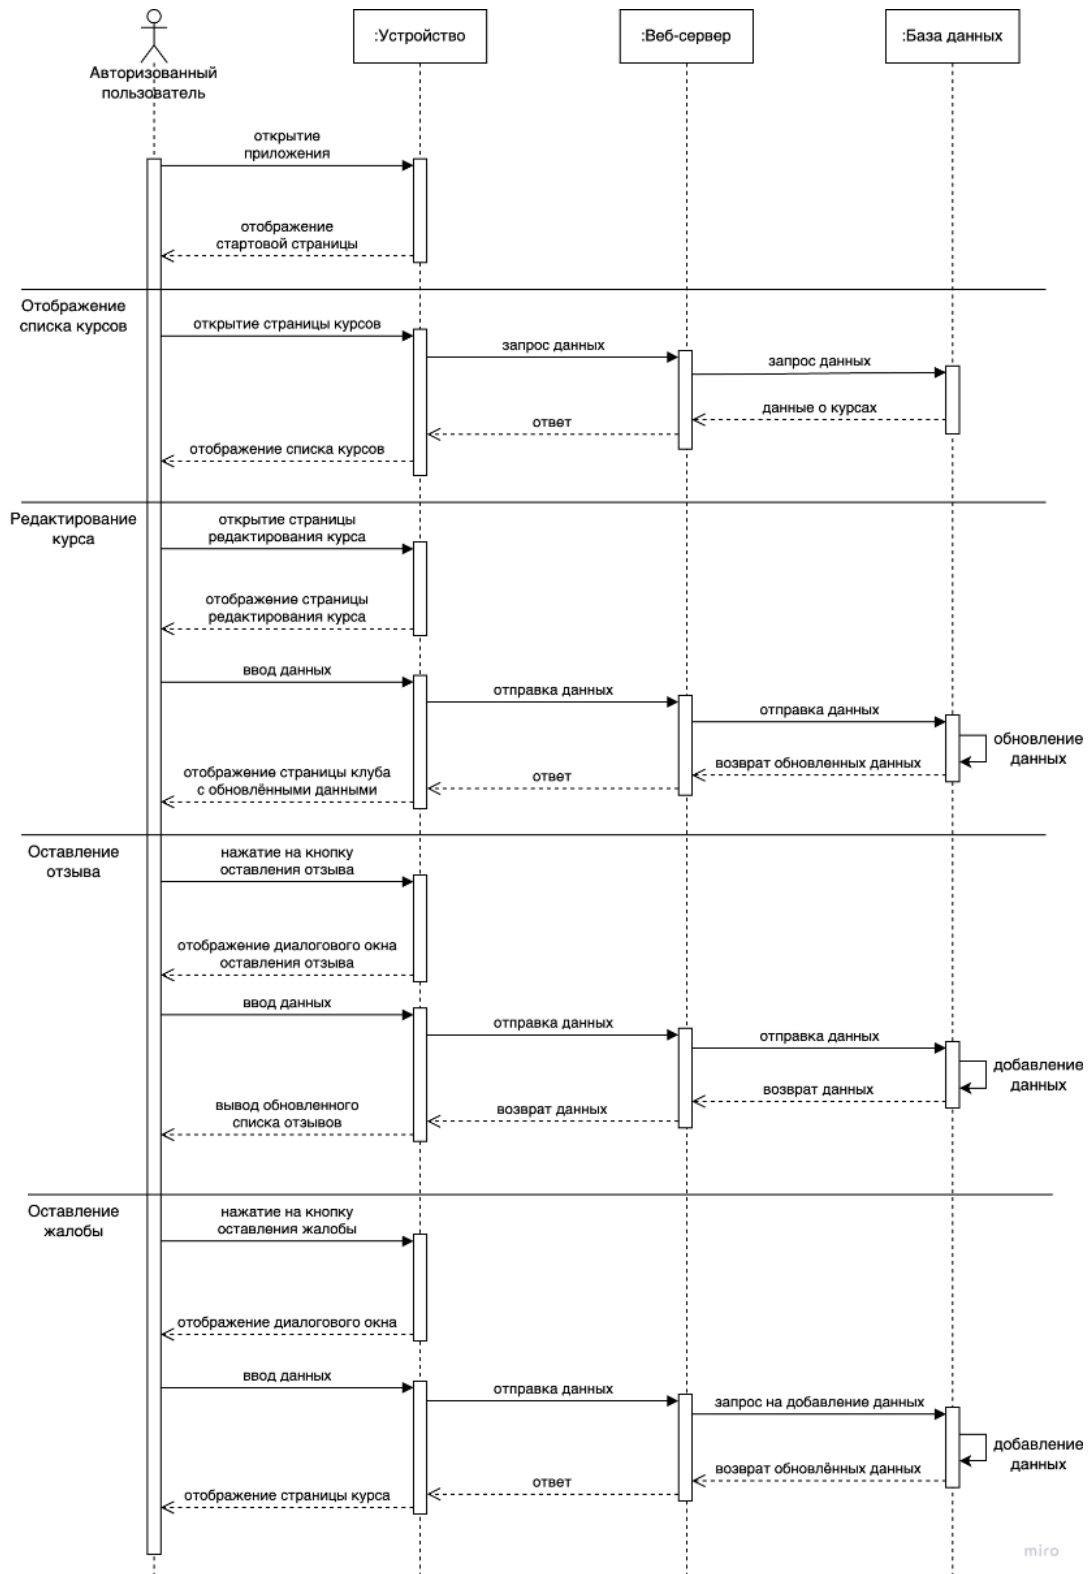 :Устройство
:Веб-сервер
:База данных
Авторизованный
пользователь
открытие
приложения
отображение
стартовой страницы
Отображение
списка курсов
открытие страницы курсов
запрос данных
запрос данных
данные о курсах
ответ
отображение списка курсов
Редактирование
курса
открытие страницы
редактирования курса
отображение страницы
редактирования курса
ввод данных
отправка данных
отправка данных
обновление
данных
возврат обновленных данных
ответ
отображение страницы клуба
с обновлёнными данными
Оставление
отзыва
нажатие на кнопку
оставления отзыва
отображение диалогового окна
оставления отзыва
ввод данных
отправка данных
отправка данных
добавление
данных
возврат данных
возврат данных
вывод обновленного
списка отзывов
Оставление
жалобы
нажатие на кнопку
оставления жалобы
отображение диалогового окна
ввод данных
отправка данных
запрос на добавление данных
добавление
данных
возврат обновлённых данных
ответ
отображение страницы курса
miro